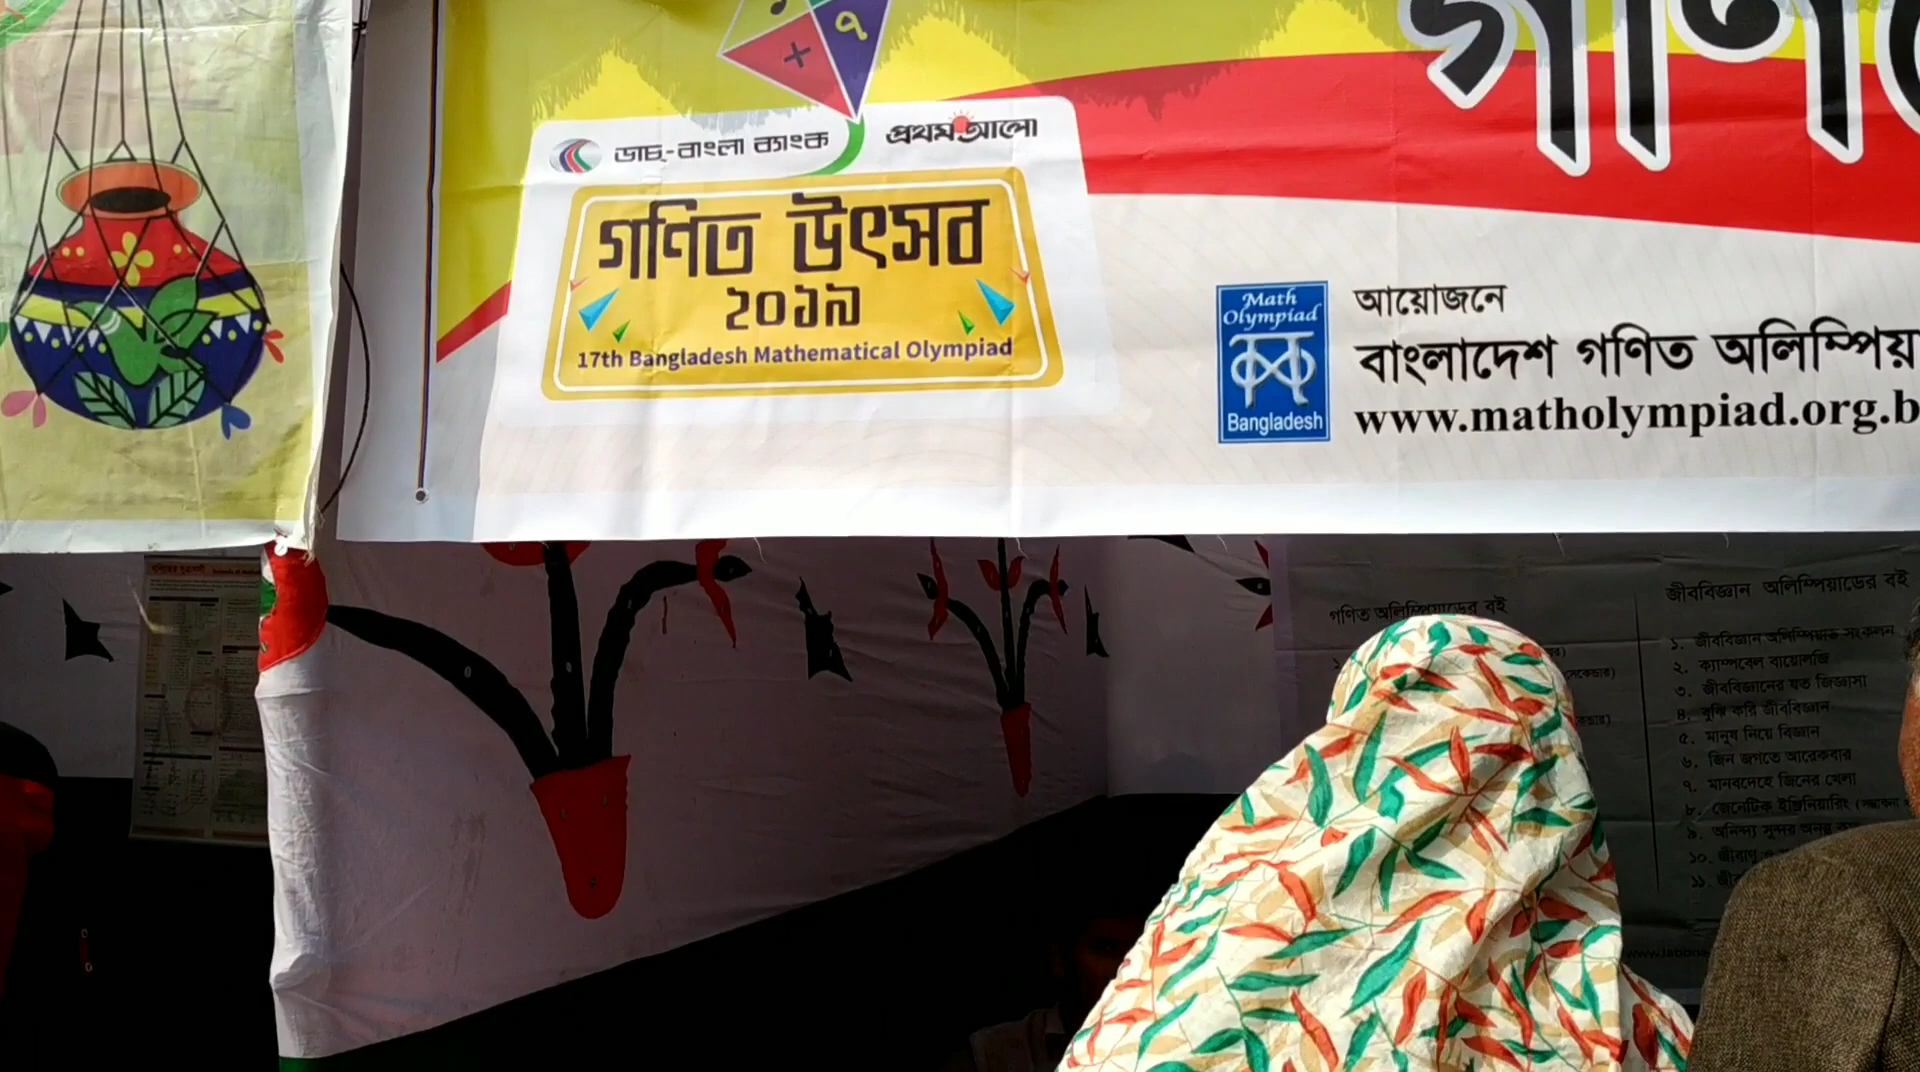 ডাচ্-বাংলা ব্যাংক
প্রথম আলো
গণিত উৎসব
২০১৯
17th Bangladesh Mathematical Olympiad
Math
Olympiad
Bangladesh
আয়োজনে
বাংলাদেশ গণিত অলিম্পিয়
www.matholympiad.org.b
গণিত অলিম্পিয়াডের বই
জীববিজ্ঞান অলিম্পিয়াডের বই
১. জীববিজ্ঞান অলিম্পিয়াড সংকলন
২. ক্যাম্পবেল বায়োলজি
৩. জীববিজ্ঞানের যত জিজ্ঞাসা
৪. বুঝি করি জীববিজ্ঞান
৫. মানুষ নিয়ে বিজ্ঞান
৬. জিন জগতে আরেকবার
৭. মানবদেহে জিনের খেলা
৮. জেনেটিক ইঞ্জিনিয়ারিং
৯. অনিন্দ্য সুন্দর
১০.
১১.